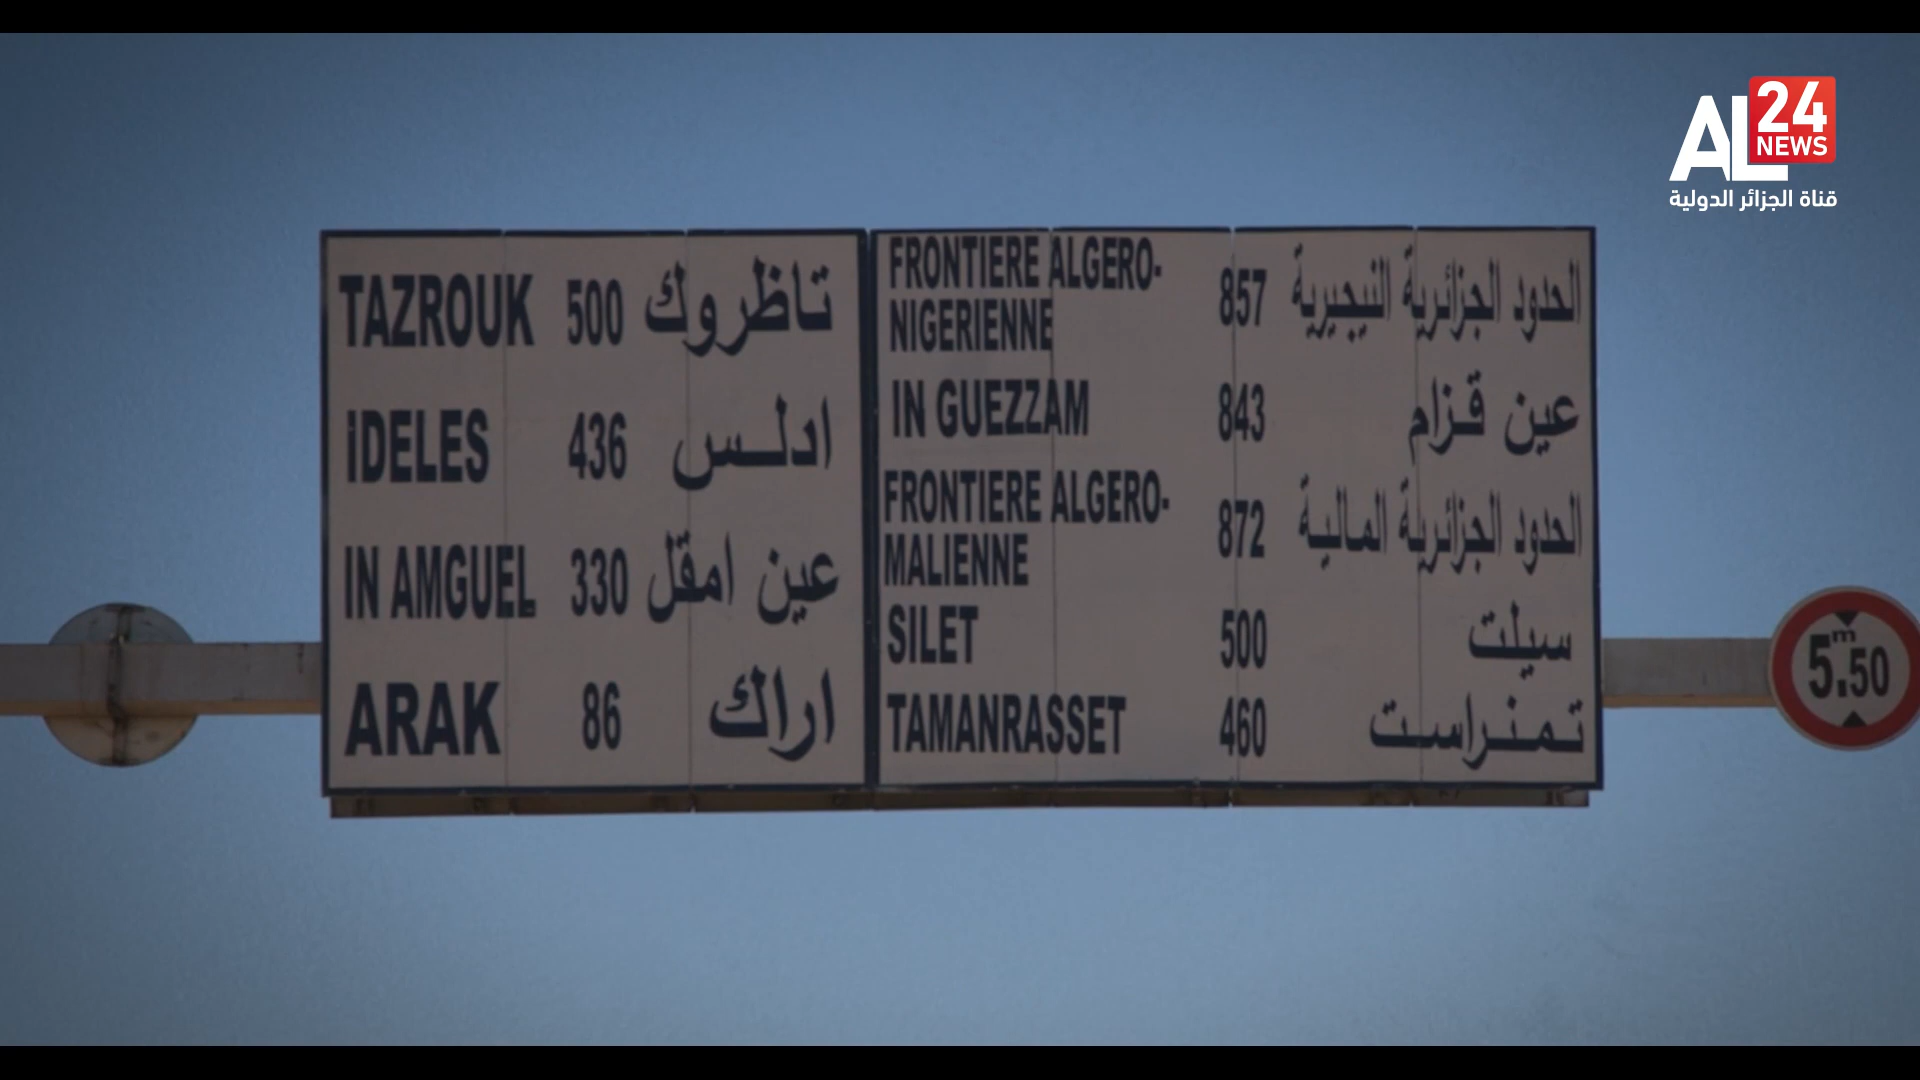 AL 24 NEWS
قناة الجزائر الدولية
TAZROUK 500 تاظروك
iDELES 436 ادلس
IN AMGUEL 330 عين امقل
ARAK 86 اراك
FRONTIERE ALGERO-
NIGERIENNE 857 الحدود الجزائرية النيجيرية
IN GUEZZAM 843 عين قزام
FRONTIERE ALGERO-
MALIENNE 872 الحدود الجزائرية المالية
SILET 500 سيلت
TAMANRASSET 460 تمنراست
5m.50